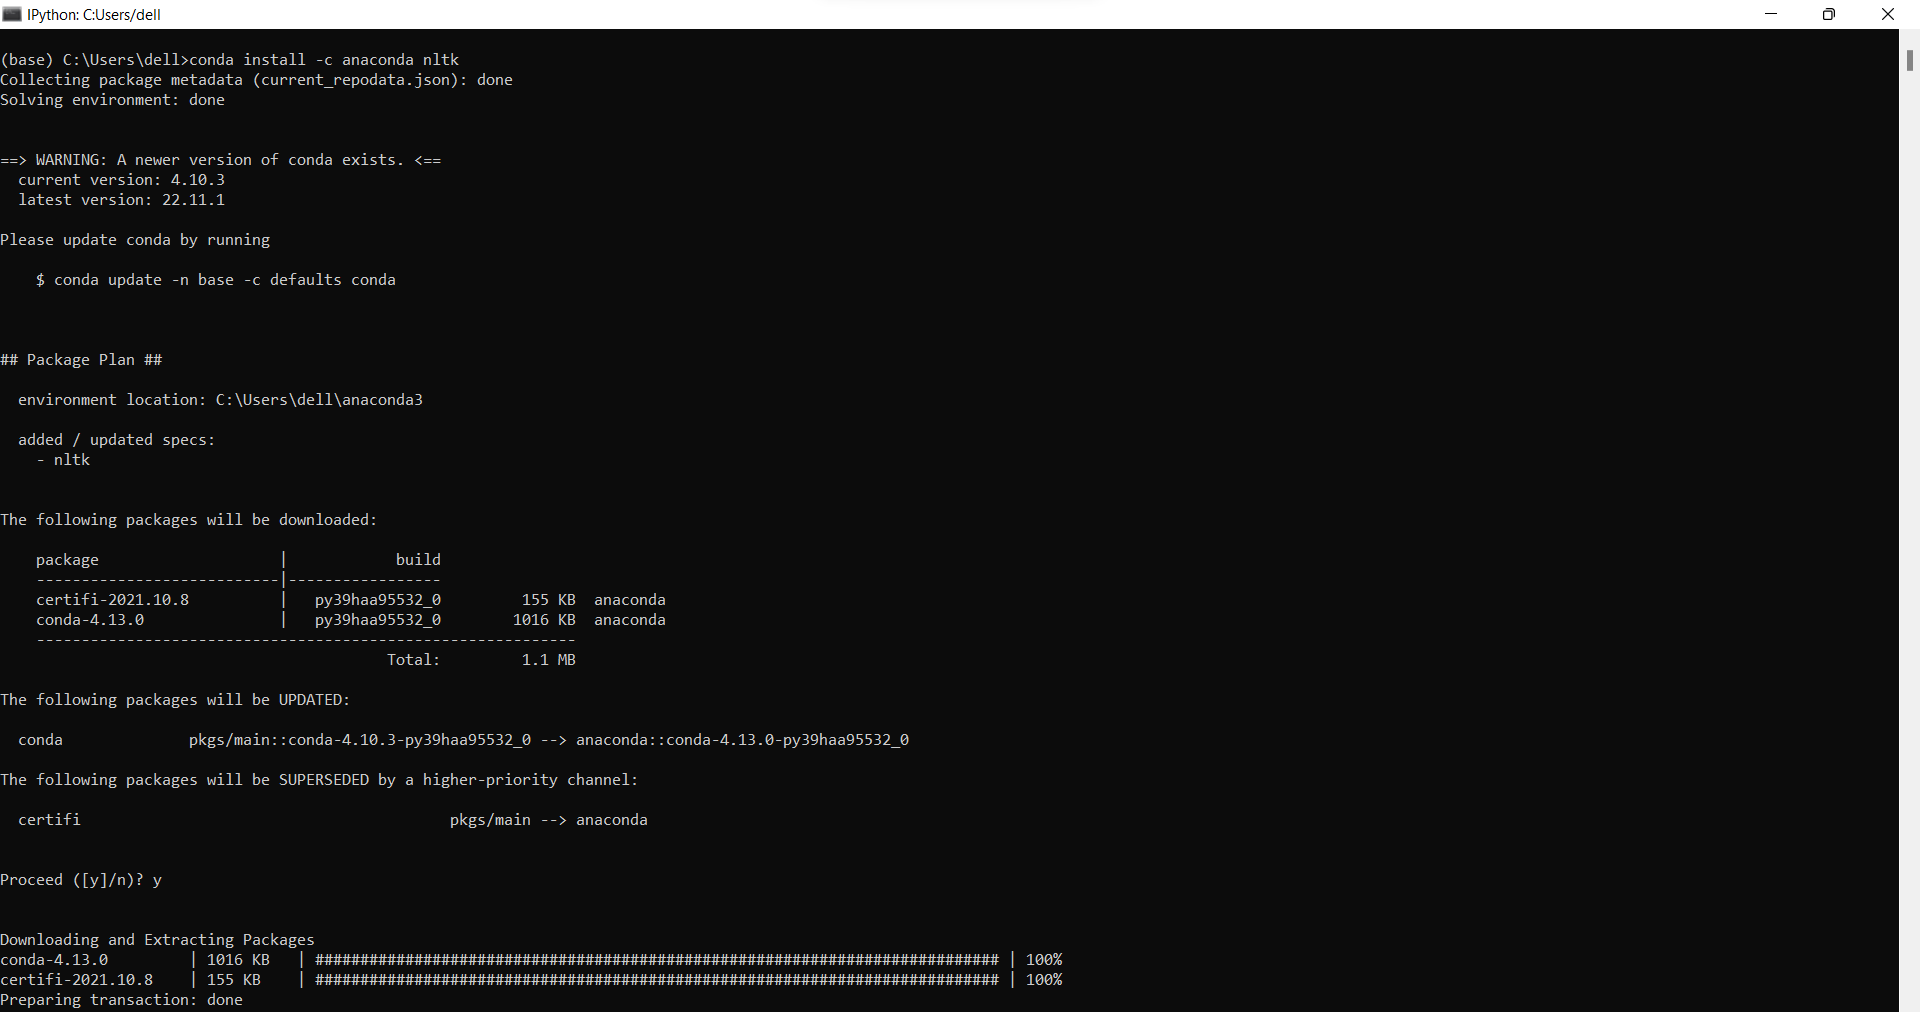 IPython: C:Users/dell
(base) C:\Users\dell>conda install -c anaconda nltk
Collecting package metadata (current_repodata.json): done
Solving environment: done
==> WARNING: A newer version of conda exists. <==
  current version: 4.10.3
  latest version: 22.11.1
Please update conda by running
    $ conda update -n base -c defaults conda
## Package Plan ##
  environment location: C:\Users\dell\anaconda3
  added / updated specs:
    - nltk
The following packages will be downloaded:
    package                    |            build
    ---------------------------|-----------------
    certifi-2021.10.8          |   py39haa95532_0         155 KB  anaconda
    conda-4.13.0               |   py39haa95532_0        1016 KB  anaconda
    ------------------------------------------------------------
                                           Total:         1.1 MB
The following packages will be UPDATED:
  conda              pkgs/main::conda-4.10.3-py39haa95532_0 --> anaconda::conda-4.13.0-py39haa95532_0
The following packages will be SUPERSEDED by a higher-priority channel:
  certifi                                         pkgs/main --> anaconda
Proceed ([y]/n)? y
Downloading and Extracting Packages
conda-4.13.0         | 1016 KB   | ############################################################################ | 100%
certifi-2021.10.8    | 155 KB    | ############################################################################ | 100%
Preparing transaction: done